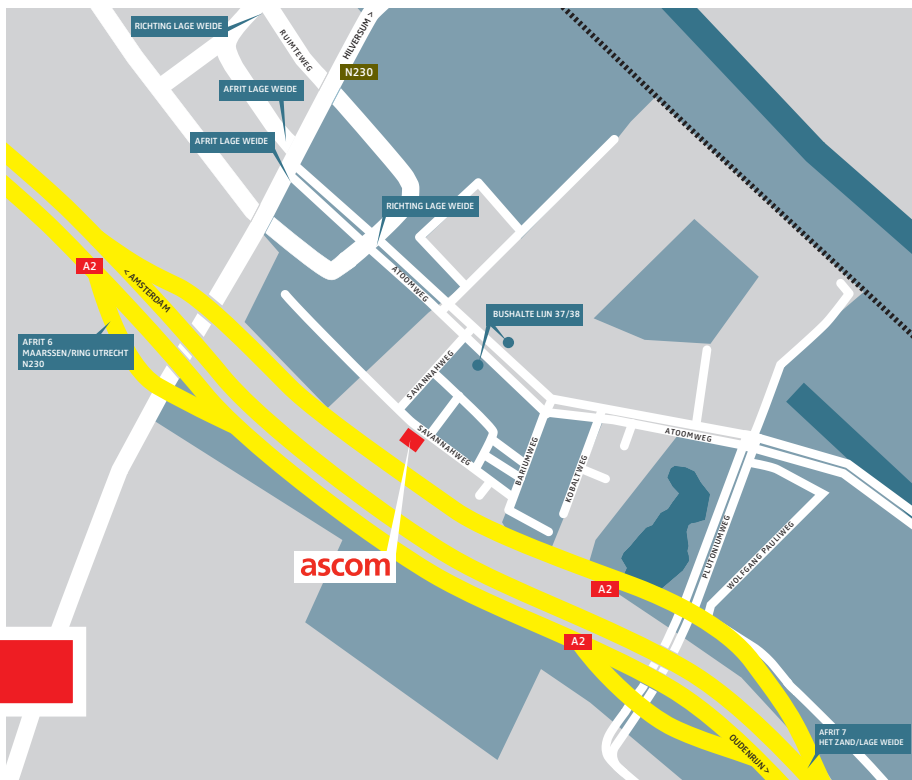 RICHTING LAGE WEIDE
RUIMTEWEG
HILVERSUM >
N230
AFRIT LAGE WEIDE
AFRIT LAGE WEIDE
RICHTING LAGE WEIDE
A2
< AMSTERDAM
ATOOMWEG
BUSHALTE LIJN 37/38
AFRIT 6
MAARSSEN/RING UTRECHT
N230
SAVANNAHWEG
SAVANNAHWEG
ATOOMWEG
BARIUMWEG
KOBALTWEG
PLUTONIUMWEG
WOLFGANG PAULIWEG
ascom
A2
A2
AFRIT 7
HET ZAND/LAGE WEIDE
OUDENRIJN >